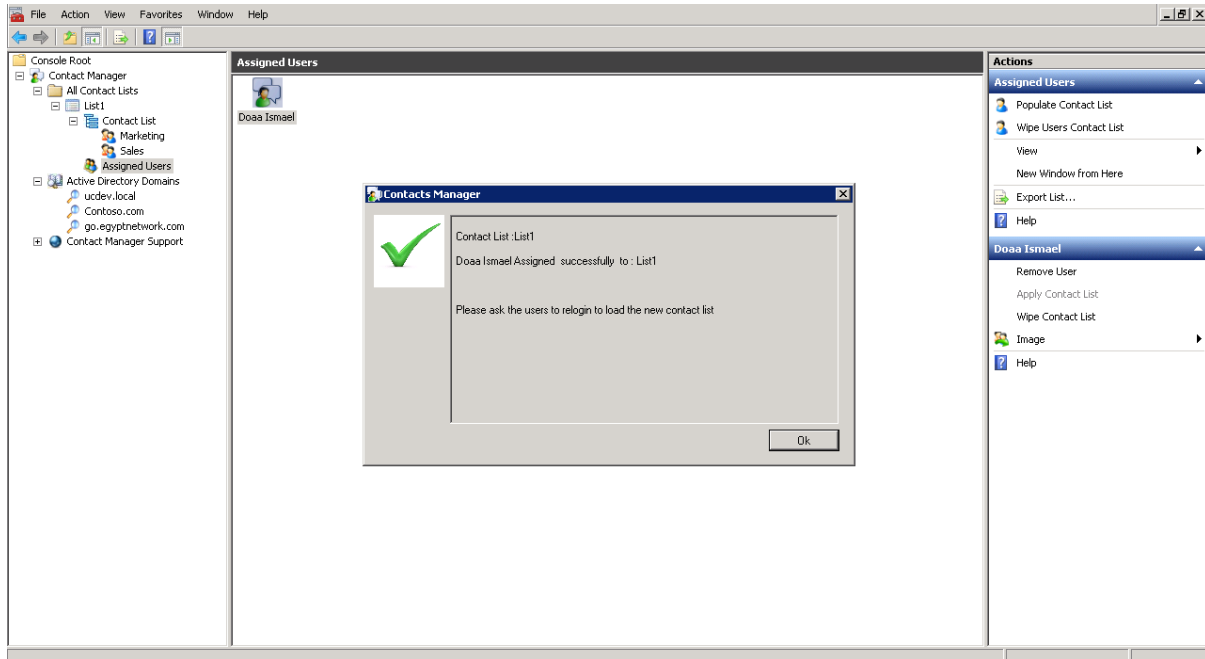 File Action View Favorites Window Help
Console Root
Contact Manager
All Contact Lists
List1
Contact List
Marketing
Sales
Assigned Users
Active Directory Domains
ucdev.local
Contoso.com
go.egyptnetwork.com
Contact Manager Support
Assigned Users
Doaa Ismael
Contacts Manager
Contact List :List1
Doaa Ismael Assigned successfully to : List1
Please ask the users to relogin to load the new contact list
Ok
Actions
Assigned Users
Populate Contact List
Wipe Users Contact List
View
New Window from Here
Export List...
Help
Doaa Ismael
Remove User
Apply Contact List
Wipe Contact List
Image
Help